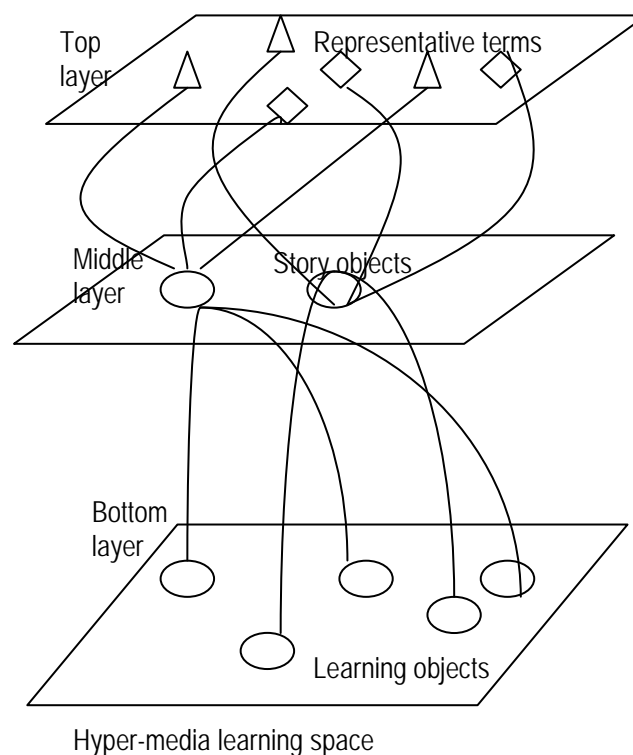 Top
layer
Representative terms
Middle
layer
Story objects
Bottom
layer
Learning objects
Hyper-media learning space